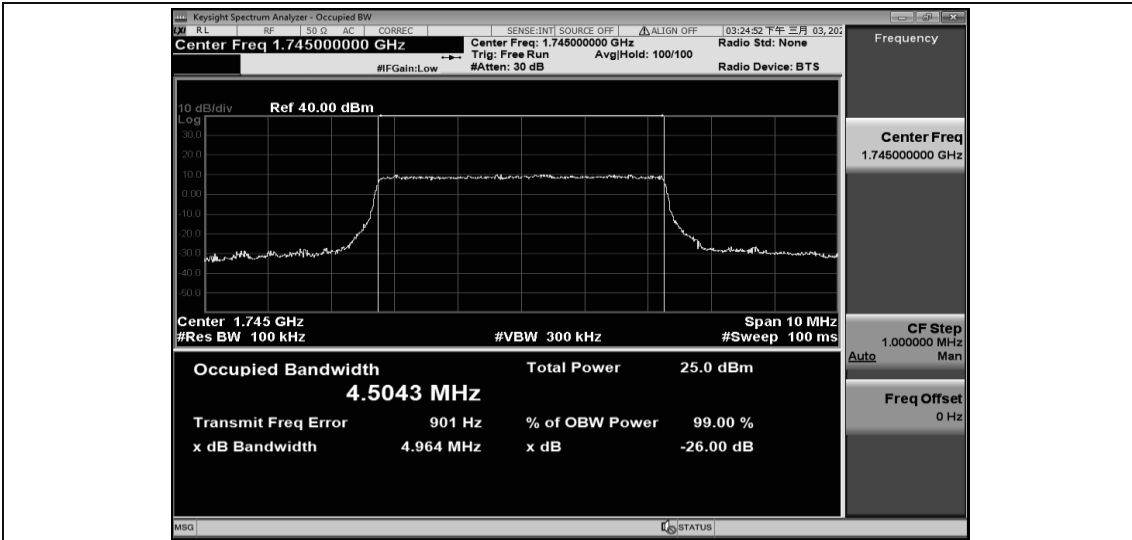 Keysight Spectrum Analyzer - Occupied BW
LXI RL RF 50 Ω AC CORREC SENSE:INT SOURCE OFF ⚠ALIGN OFF 03:24:52 下午 三月 03, 202
Center Freq 1.745000000 GHz
Center Freq: 1.745000000 GHz Radio Std: None
Trig: Free Run Avg|Hold: 100/100
#IFGain:Low #Atten: 30 dB Radio Device: BTS
10 dB/div Ref 40.00 dBm
Log
30.0
20.0
10.0
0.00
-10.0
-20.0
-30.0
-40.0
-50.0
Center 1.745 GHz Span 10 MHz
#Res BW 100 kHz #VBW 300 kHz #Sweep 100 ms
Occupied Bandwidth Total Power 25.0 dBm
4.5043 MHz
Transmit Freq Error 901 Hz % of OBW Power 99.00 %
x dB Bandwidth 4.964 MHz x dB -26.00 dB
MSG STATUS
Frequency
Center Freq
1.745000000 GHz
CF Step
1.000000 MHz
Auto Man
Freq Offset
0 Hz